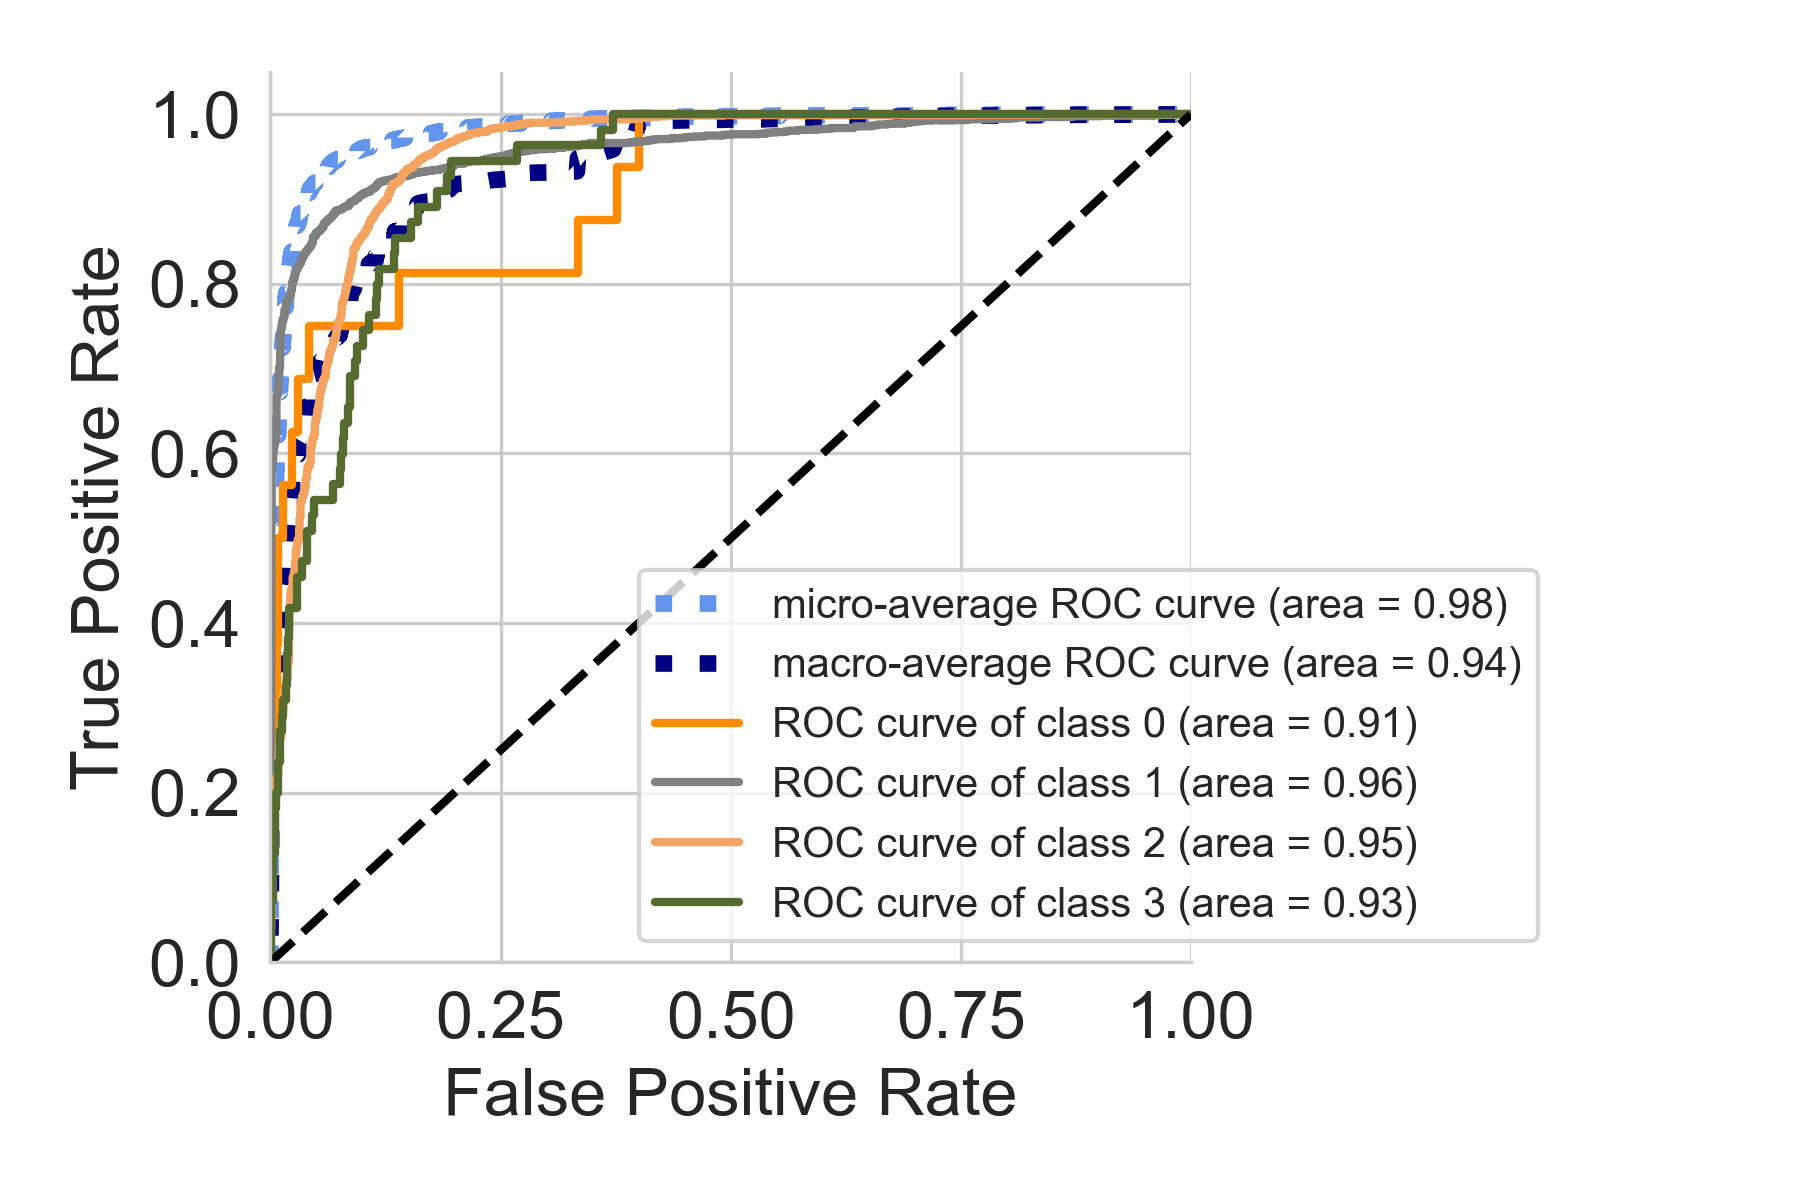 1.0
0.8
0.6
0.4
0.2
0.0
True Positive Rate
0.00 0.25 0.50 0.75 1.00
False Positive Rate
micro-average ROC curve (area = 0.98)
macro-average ROC curve (area = 0.94)
ROC curve of class 0 (area = 0.91)
ROC curve of class 1 (area = 0.96)
ROC curve of class 2 (area = 0.95)
ROC curve of class 3 (area = 0.93)